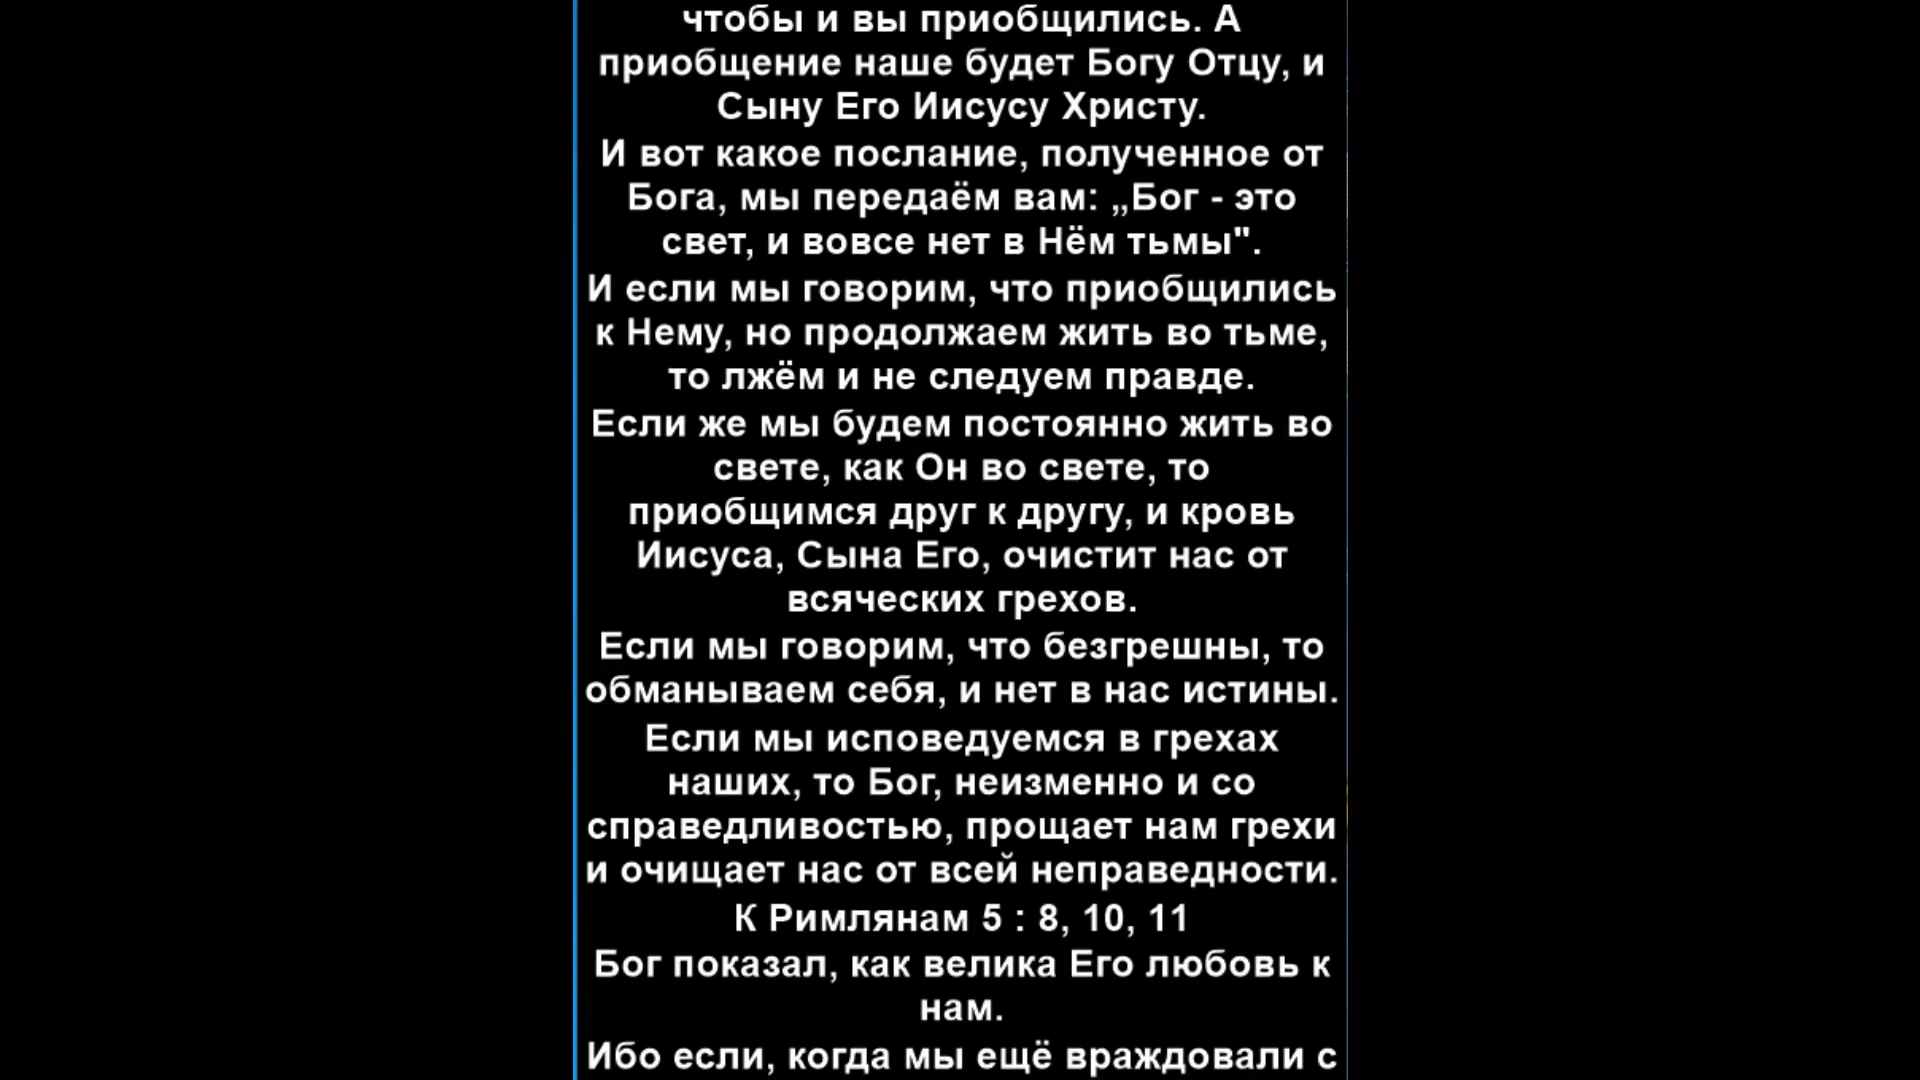 чтобы и вы приобщились. А
приобщение наше будет Богу Отцу, и
Сыну Его Иисусу Христу.
И вот какое послание, полученное от
Бога, мы передаём вам: „Бог - это
свет, и вовсе нет в Нём тьмы".
И если мы говорим, что приобщились
к Нему, но продолжаем жить во тьме,
то лжём и не следуем правде.
Если же мы будем постоянно жить во
свете, как Он во свете, то
приобщимся друг к другу, и кровь
Иисуса, Сына Его, очистит нас от
всяческих грехов.
Если мы говорим, что безгрешны, то
обманываем себя, и нет в нас истины.
Если мы исповедуемся в грехах
наших, то Бог, неизменно и со
справедливостью, прощает нам грехи
и очищает нас от всей неправедности.
К Римлянам 5 : 8, 10, 11
Бог показал, как велика Его любовь к
нам.
Ибо если, когда мы ещё враждовали с